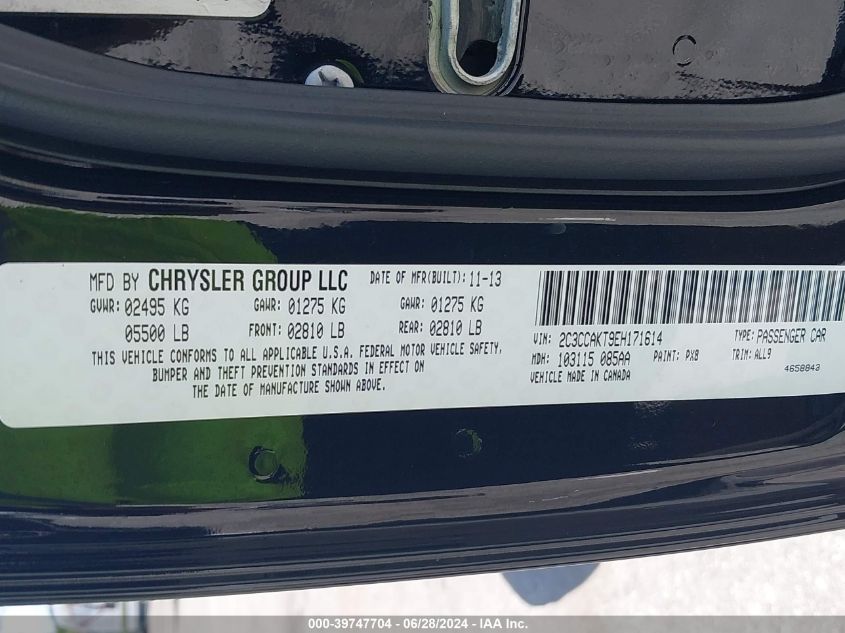 MFD BY CHRYSLER GROUP LLC DATE OF MFR(BUILT): 11-13
GVWR: 02495 KG GAWR: 01275 KG GAWR: 01275 KG
05500 LB FRONT: 02810 LB REAR: 02810 LB
THIS VEHICLE CONFORMS TO ALL APPLICABLE U.S.A. FEDERAL MOTOR VEHICLE SAFETY,
BUMPER AND THEFT PREVENTION STANDARDS IN EFFECT ON
THE DATE OF MANUFACTURE SHOWN ABOVE.
VIN: 2C3CCAKT9EH171614 TYPE: PASSENGER CAR
MDH: 103115 085AA PAINT: PX8 TRIM: ALL9
VEHICLE MADE IN CANADA 4658843
000-39747704 - 06/28/2024 - IAA Inc.